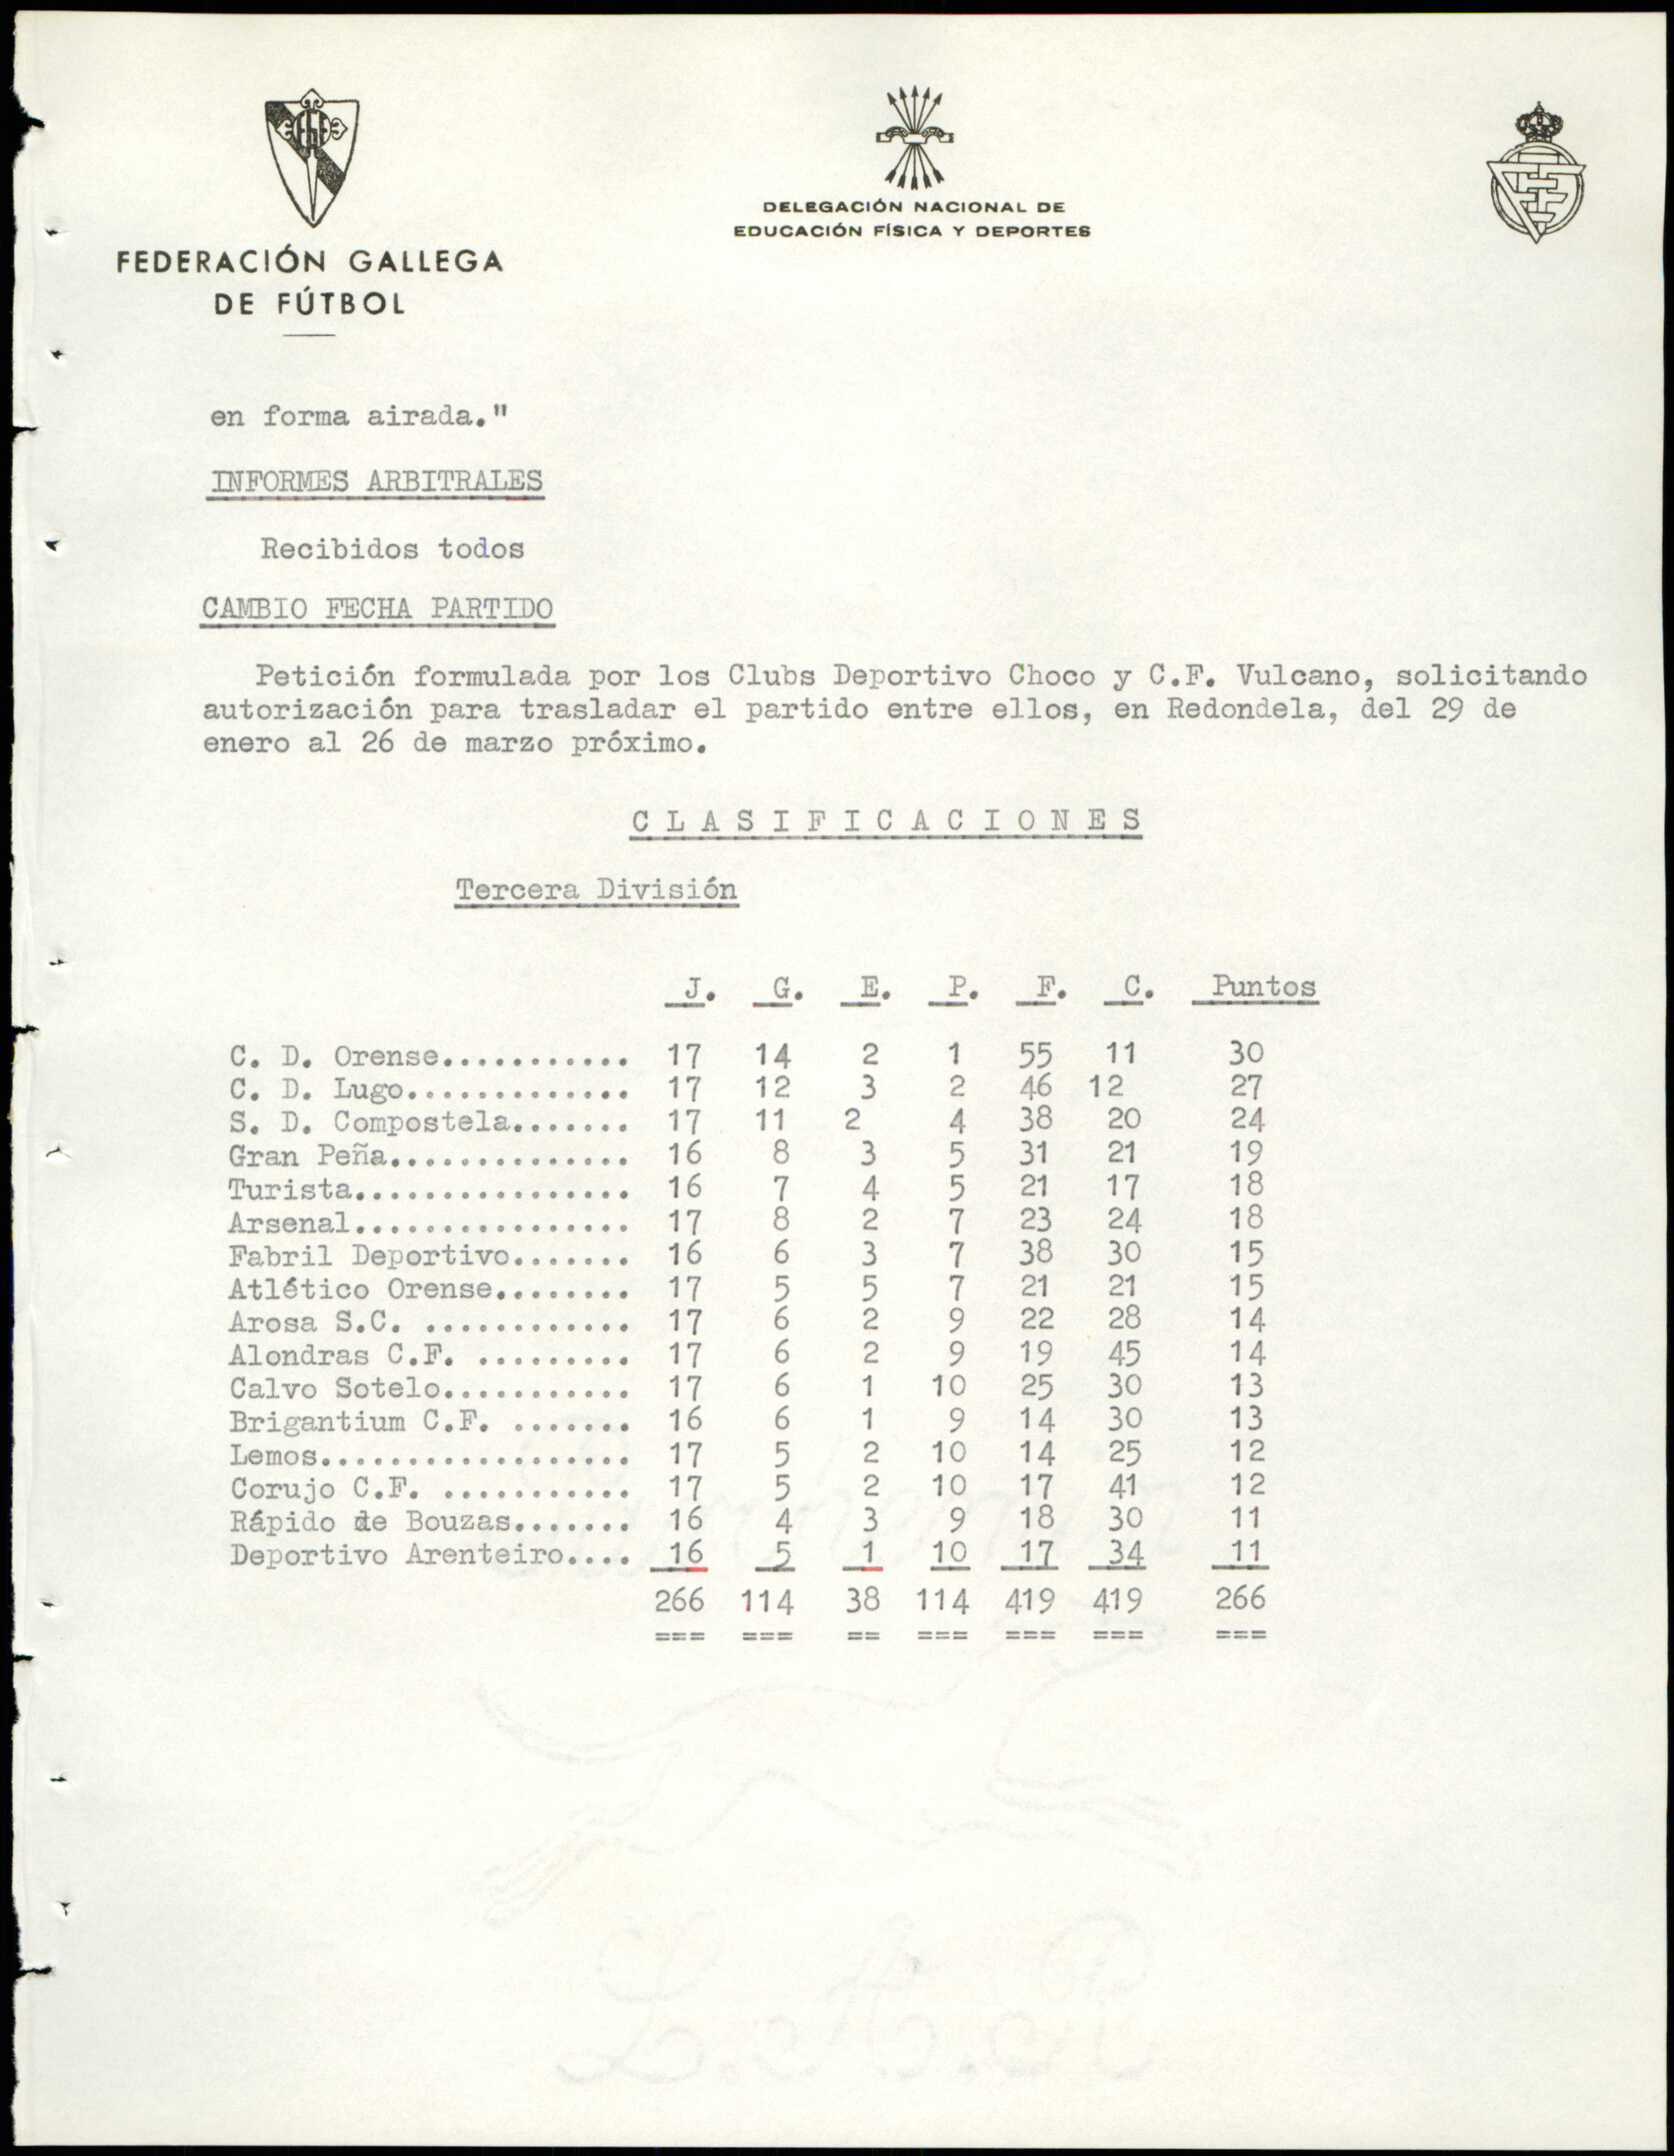 FEDERACIÓN GALLEGA
DE FÚTBOL
DELEGACIÓN NACIONAL DE
EDUCACIÓN FÍSICA Y DEPORTES
en forma airada."
INFORMES ARBITRALES
Recibidos todos
CAMBIO FECHA PARTIDO
Petición formulada por los Clubs Deportivo Choco y C.F. Vulcano, solicitando
autorización para trasladar el partido entre ellos, en Redondela, del 29 de
enero al 26 de marzo próximo.
C L A S I F I C A C I O N E S
Tercera División
J. G. E. P. F. C. Puntos
C. D. Orense........... 17 14 2 1 55 11 30
C. D. Lugo............. 17 12 3 2 46 12 27
S. D. Compostela....... 17 11 2 4 38 20 24
Gran Peña.............. 16 8 3 5 31 21 19
Turista................ 16 7 4 5 21 17 18
Arsenal................ 17 8 2 7 23 24 18
Fabril Deportivo....... 16 6 3 7 38 30 15
Atlético Orense........ 17 5 5 7 21 21 15
Arosa S.C. ............ 17 6 2 9 22 28 14
Alondras C.F. ......... 17 6 2 9 19 45 14
Calvo Sotelo........... 17 6 1 10 25 30 13
Brigantium C.F. ....... 16 6 1 9 14 30 13
Lemos.................. 17 5 2 10 14 25 12
Corujo C.F. ........... 17 5 2 10 17 41 12
Rápido de Bouzas....... 16 4 3 9 18 30 11
Deportivo Arenteiro.... 16 5 1 10 17 34 11
266 114 38 114 419 419 266
=== === == === === === ===